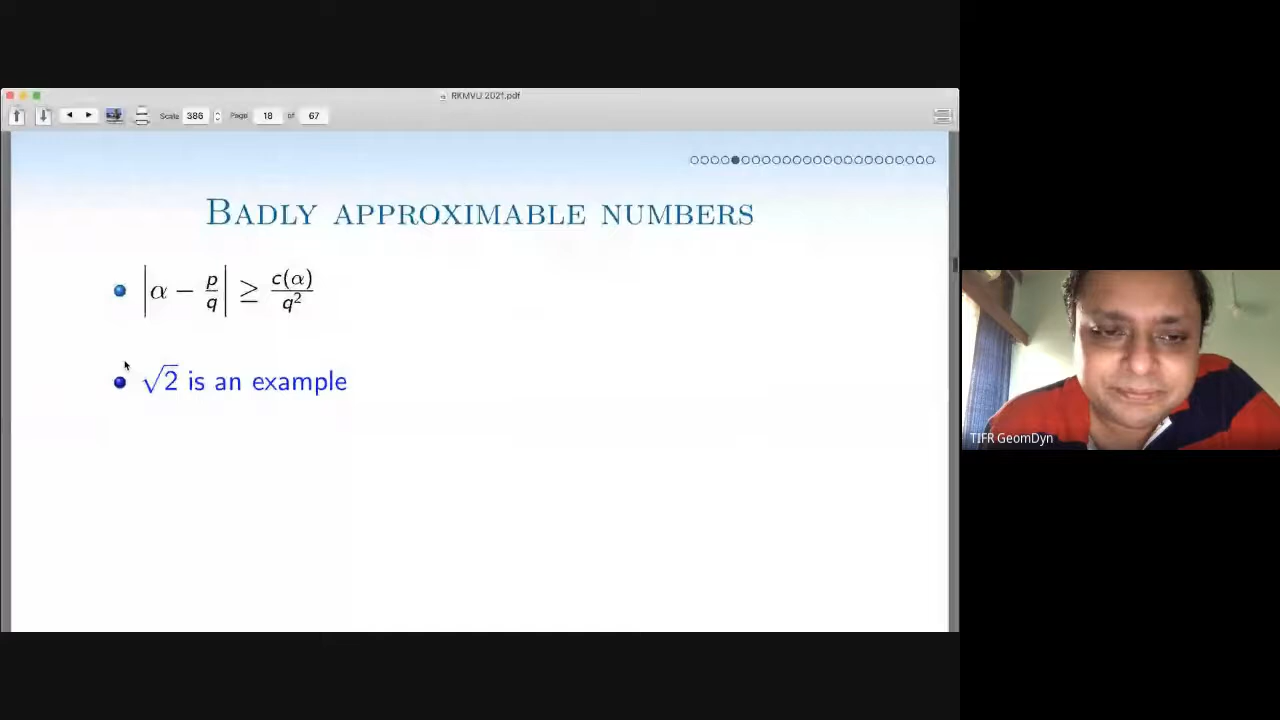 RKMVU 2021.pdf
Scale 386 Page 18 of 67
BADLY APPROXIMABLE NUMBERS
|α − p/q| ≥ c(α)/q²
√2 is an example
TIFR GeomDyn